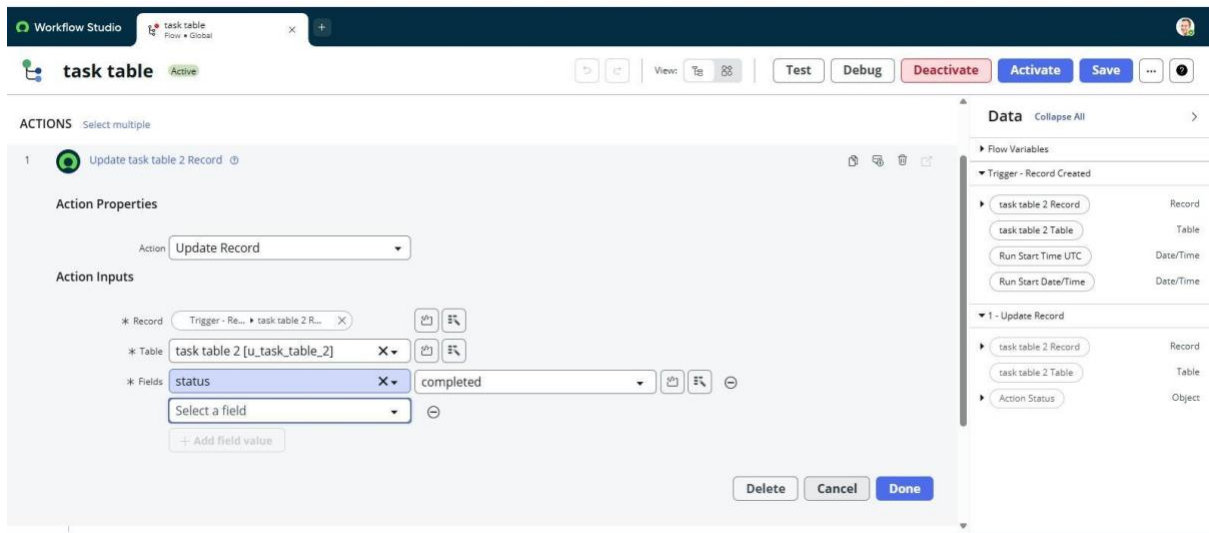 Workflow Studio
task table
Flow • Global
task table Active
View:
Test Debug Deactivate Activate Save ...
ACTIONS Select multiple
1 Update task table 2 Record
Action Properties
Action Update Record
Action Inputs
* Record Trigger - Re... ▸ task table 2 R...
* Table task table 2 [u_task_table_2]
* Fields status completed
Select a field
+ Add field value
Delete Cancel Done
Data Collapse All
Flow Variables
Trigger - Record Created
task table 2 Record Record
task table 2 Table Table
Run Start Time UTC Date/Time
Run Start Date/Time Date/Time
1 - Update Record
task table 2 Record Record
task table 2 Table Table
Action Status Object